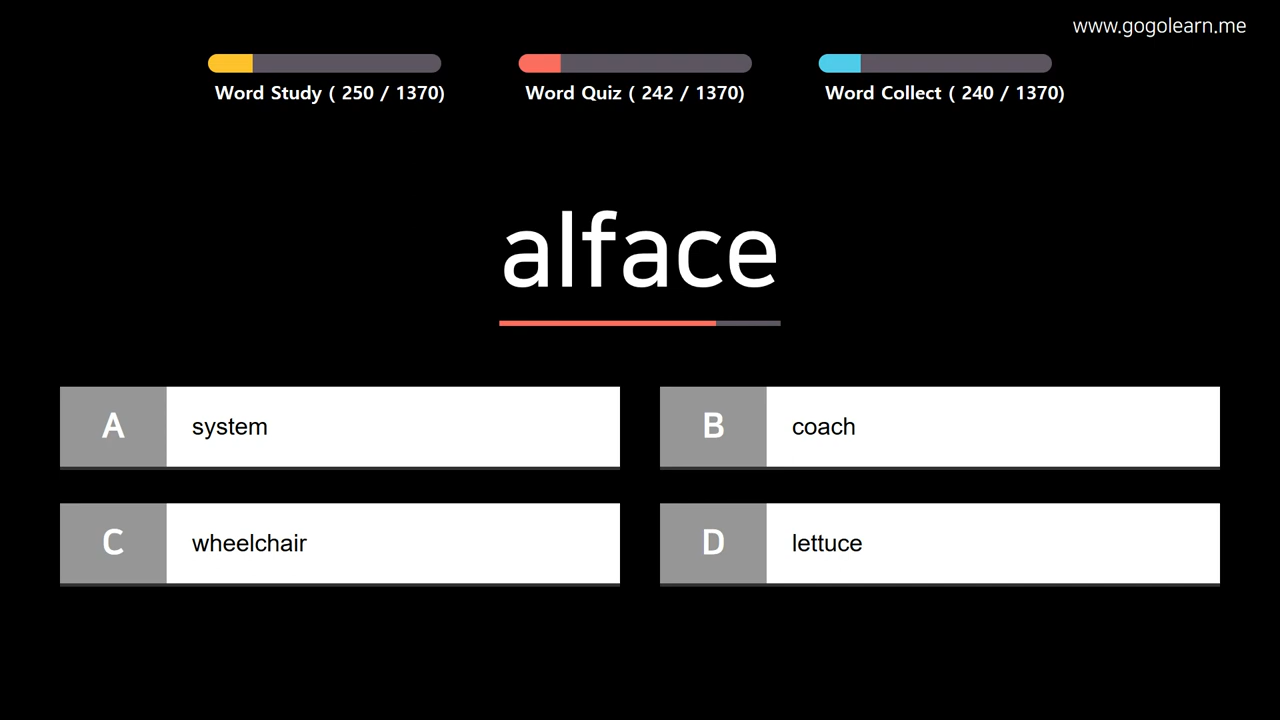 www.gogolearn.me
Word Study ( 250 / 1370)
Word Quiz ( 242 / 1370)
Word Collect ( 240 / 1370)
alface
A system
B coach
C wheelchair
D lettuce